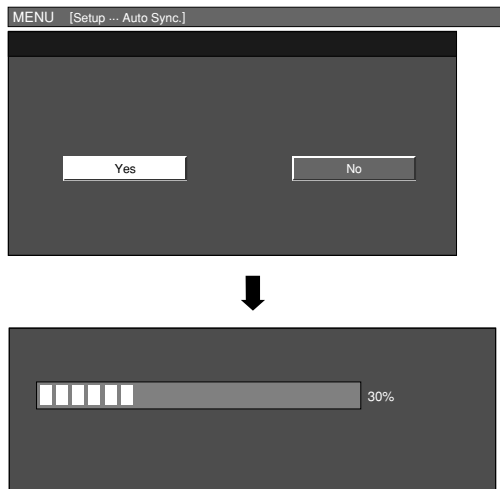 MENU [Setup ··· Auto Sync.]
Yes No
30%